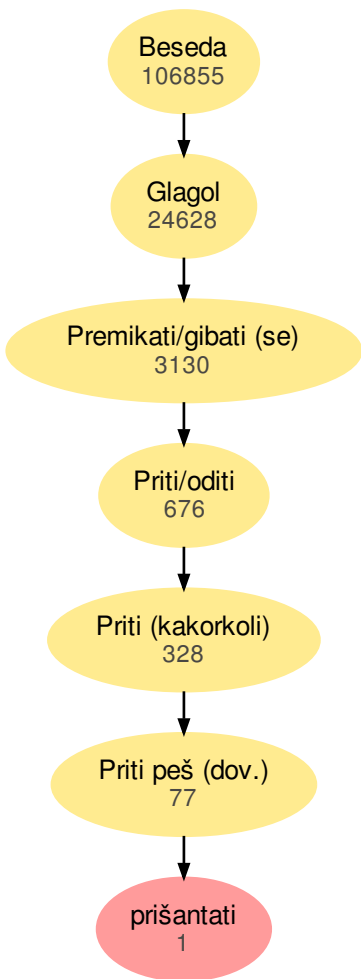 Beseda
106855
Glagol
24628
Premikati/gibati (se)
3130
Priti/oditi
676
Priti (kakorkoli)
328
Priti peš (dov.)
77
prišantati
1